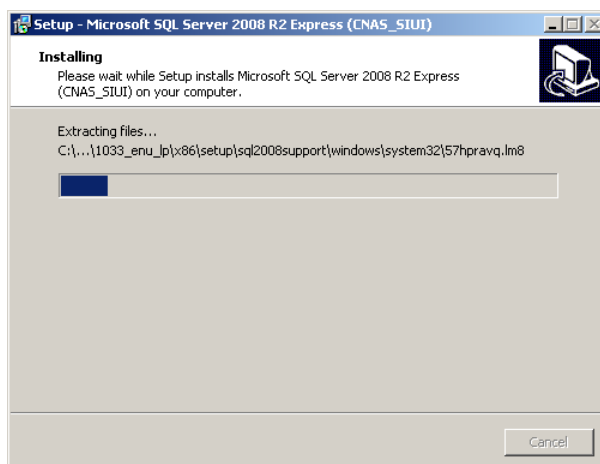 Setup - Microsoft SQL Server 2008 R2 Express (CNAS_SIUI)
Installing
Please wait while Setup installs Microsoft SQL Server 2008 R2 Express
(CNAS_SIUI) on your computer.
Extracting files...
C:\...\1033_enu_lp\x86\setup\sql2008support\windows\system32\57hpravq.lm8
Cancel